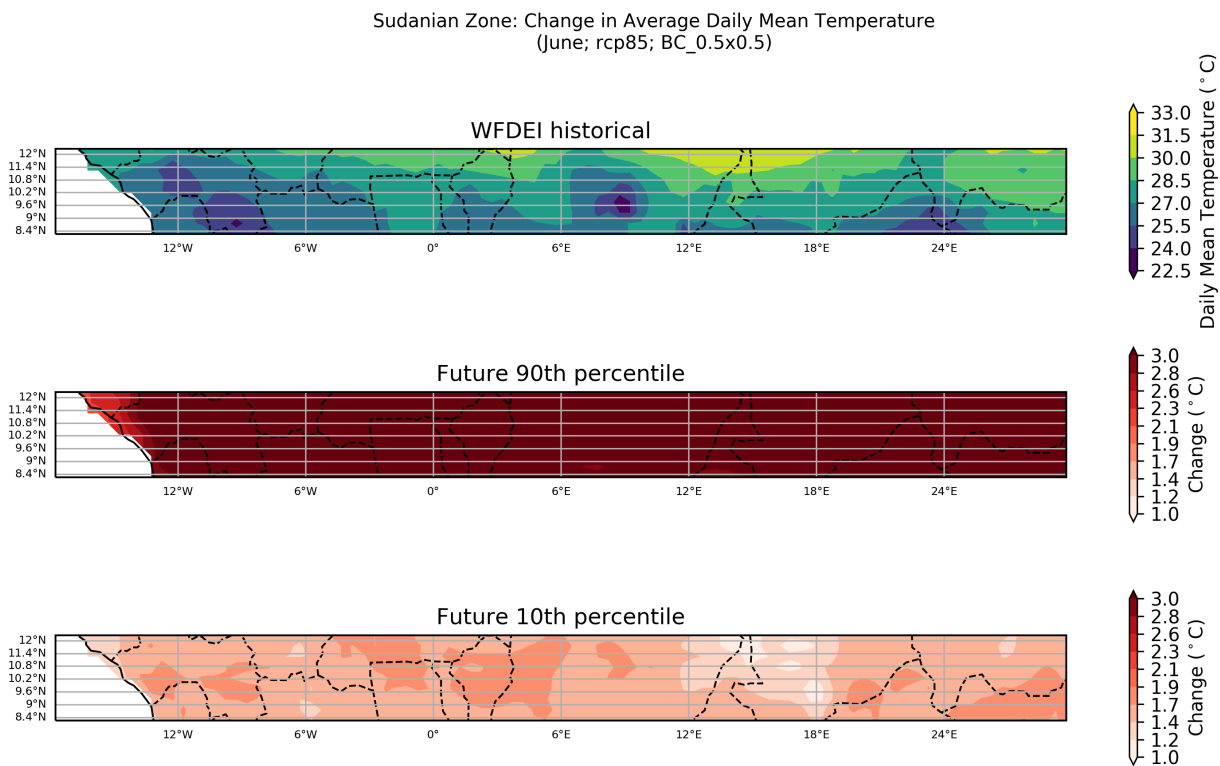 Sudanian Zone: Change in Average Daily Mean Temperature
(June; rcp85; BC_0.5x0.5)
WFDEI historical
12°N
11.4°N
10.8°N
10.2°N
9.6°N
9°N
8.4°N
12°W 6°W 0° 6°E 12°E 18°E 24°E
33.0
31.5
30.0
28.5
27.0
25.5
24.0
22.5
Daily Mean Temperature (°C)
Future 90th percentile
12°N
11.4°N
10.8°N
10.2°N
9.6°N
9°N
8.4°N
12°W 6°W 0° 6°E 12°E 18°E 24°E
3.0
2.8
2.6
2.3
2.1
1.9
1.7
1.4
1.2
1.0
Change (°C)
Future 10th percentile
12°N
11.4°N
10.8°N
10.2°N
9.6°N
9°N
8.4°N
12°W 6°W 0° 6°E 12°E 18°E 24°E
3.0
2.8
2.6
2.3
2.1
1.9
1.7
1.4
1.2
1.0
Change (°C)